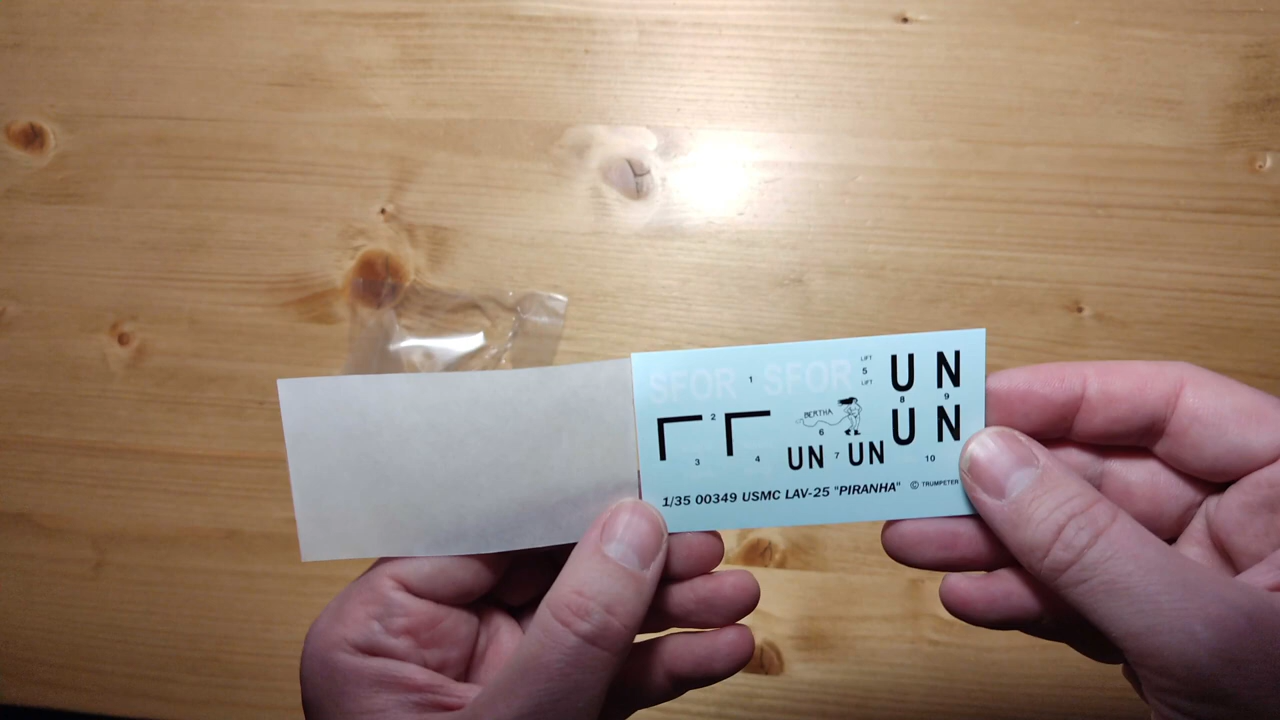 SFOR 1 SFOR
LIFT
5
LIFT
U N
8 9
2
BERTHA
6
U N
3 4
UN 7 UN
10
1/35 00349 USMC LAV-25 "PIRANHA" © TRUMPETER